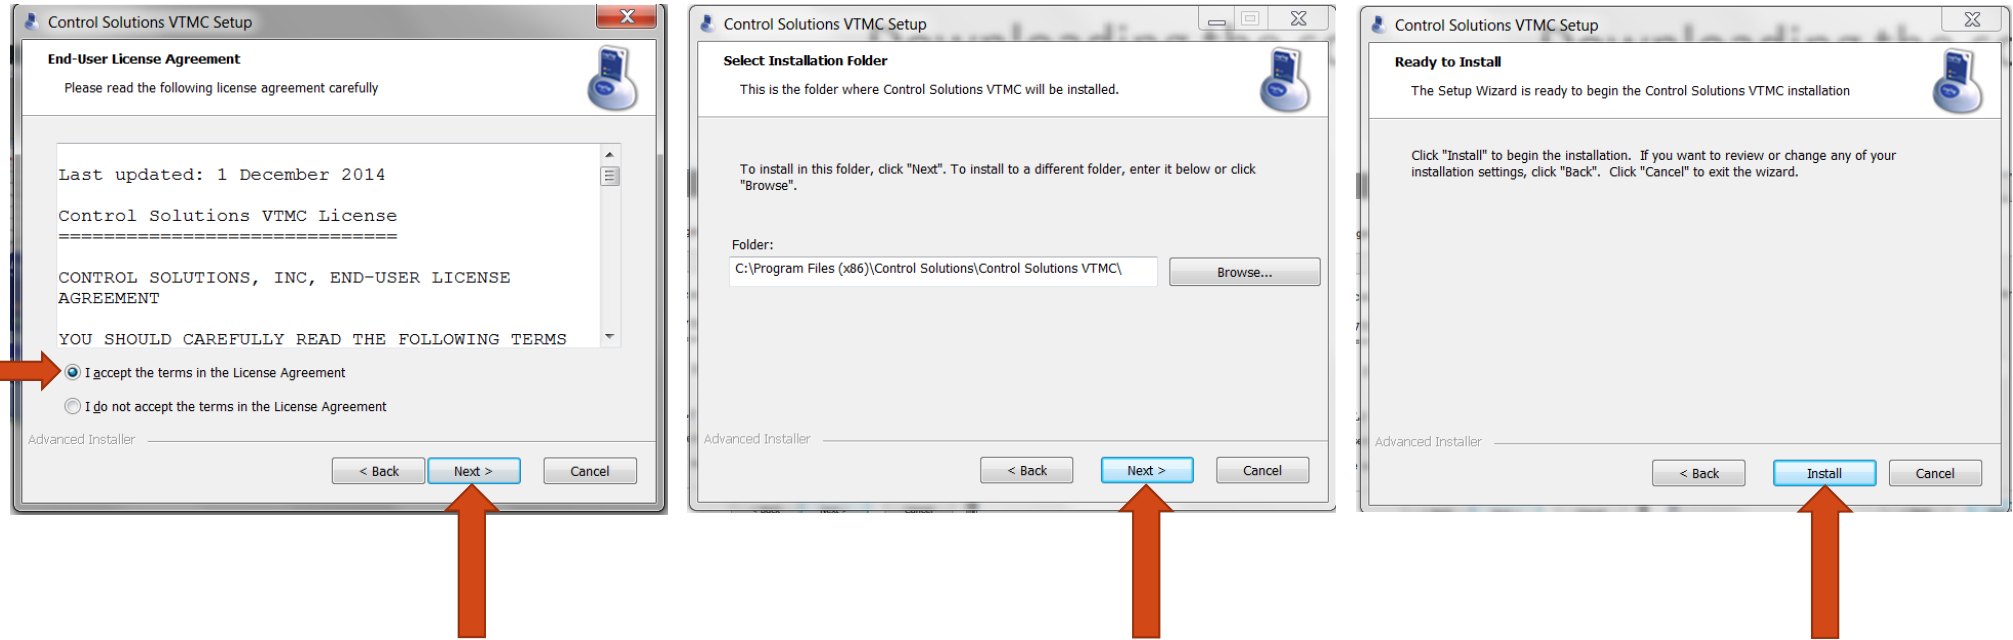 Control Solutions VTMC Setup
End-User License Agreement
Please read the following license agreement carefully
Last updated: 1 December 2014
Control Solutions VTMC License
==============================
CONTROL SOLUTIONS, INC, END-USER LICENSE
AGREEMENT
YOU SHOULD CAREFULLY READ THE FOLLOWING TERMS
I accept the terms in the License Agreement
I do not accept the terms in the License Agreement
Advanced Installer
< Back Next > Cancel
Control Solutions VTMC Setup
Select Installation Folder
This is the folder where Control Solutions VTMC will be installed.
To install in this folder, click "Next". To install to a different folder, enter it below or click
"Browse".
Folder:
C:\Program Files (x86)\Control Solutions\Control Solutions VTMC\
Browse...
Advanced Installer
< Back Next > Cancel
Control Solutions VTMC Setup
Ready to Install
The Setup Wizard is ready to begin the Control Solutions VTMC installation
Click "Install" to begin the installation. If you want to review or change any of your
installation settings, click "Back". Click "Cancel" to exit the wizard.
Advanced Installer
< Back Install Cancel